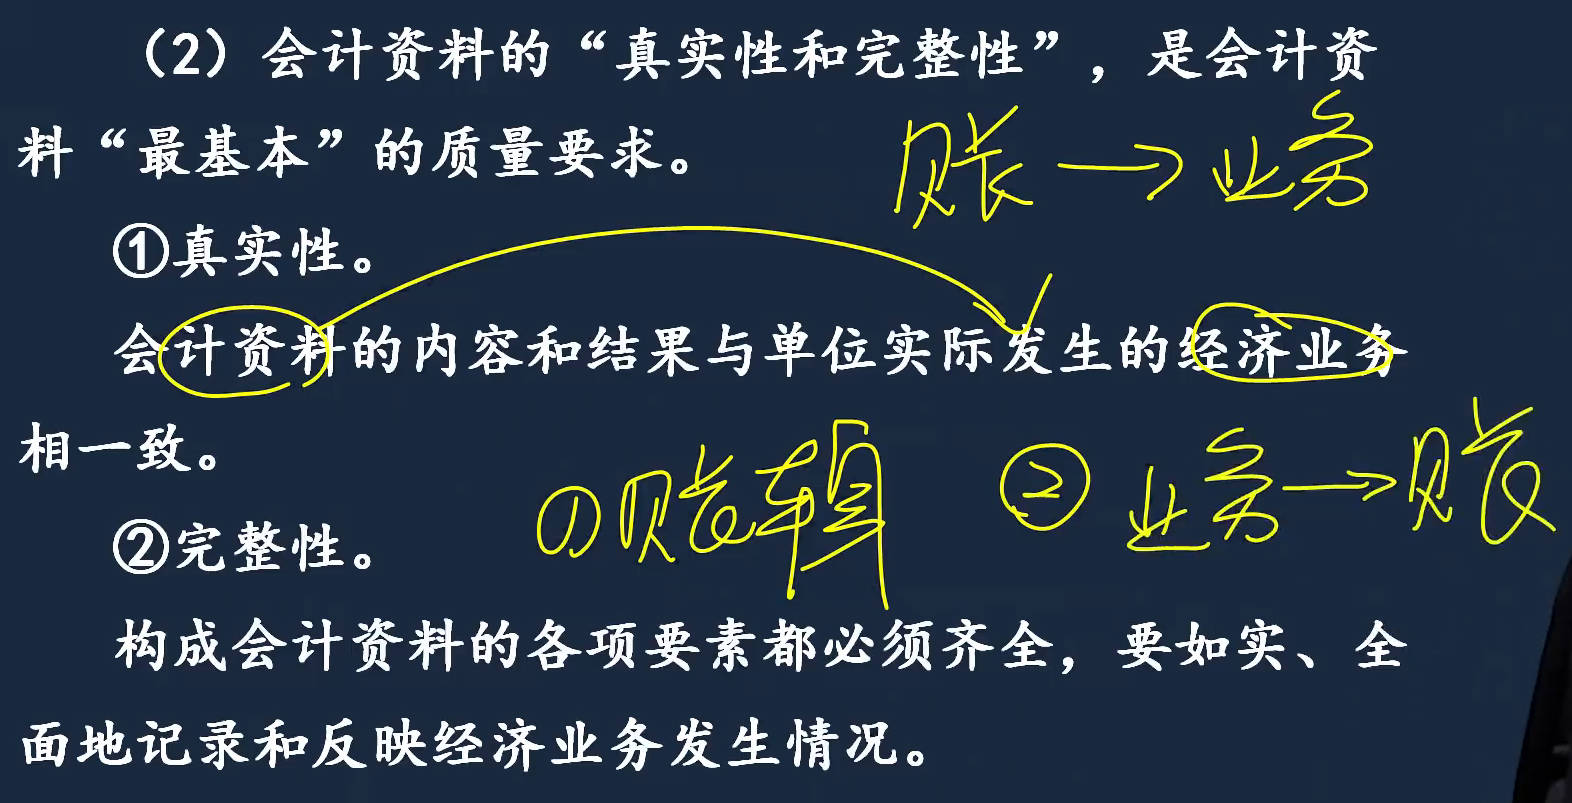 （2）会计资料的“真实性和完整性”，是会计资
料“最基本”的质量要求。
账→业务
①真实性。
会计资料的内容和结果与单位实际发生的经济业务
相一致。
①账辑
②业务→账
②完整性。
构成会计资料的各项要素都必须齐全，要如实、全
面地记录和反映经济业务发生情况。